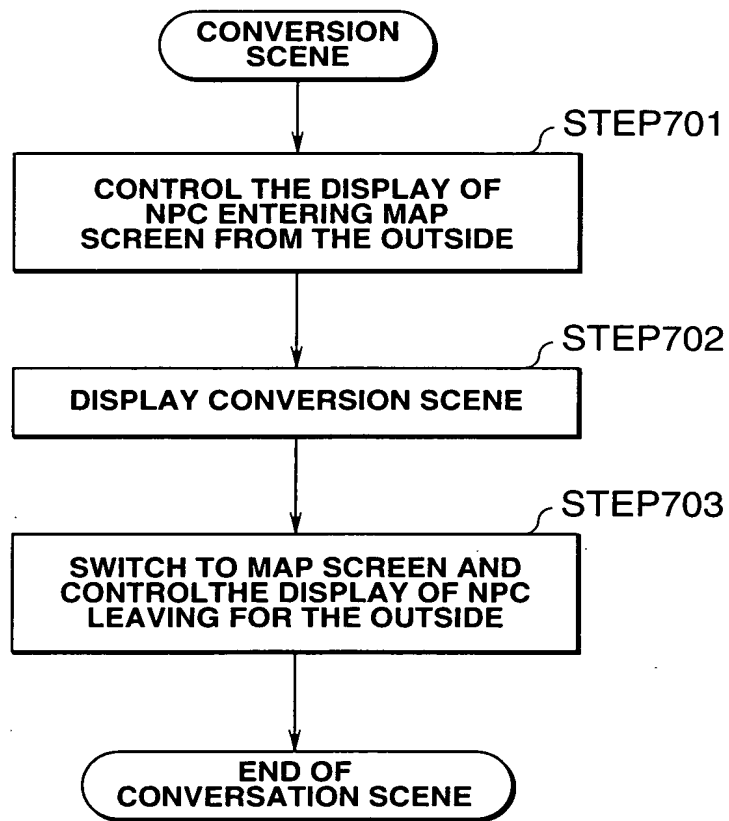 CONVERSION
SCENE
STEP701
CONTROL THE DISPLAY OF
NPC ENTERING MAP
SCREEN FROM THE OUTSIDE
STEP702
DISPLAY CONVERSION SCENE
STEP703
SWITCH TO MAP SCREEN AND
CONTROLTHE DISPLAY OF NPC
LEAVING FOR THE OUTSIDE
END OF
CONVERSATION SCENE